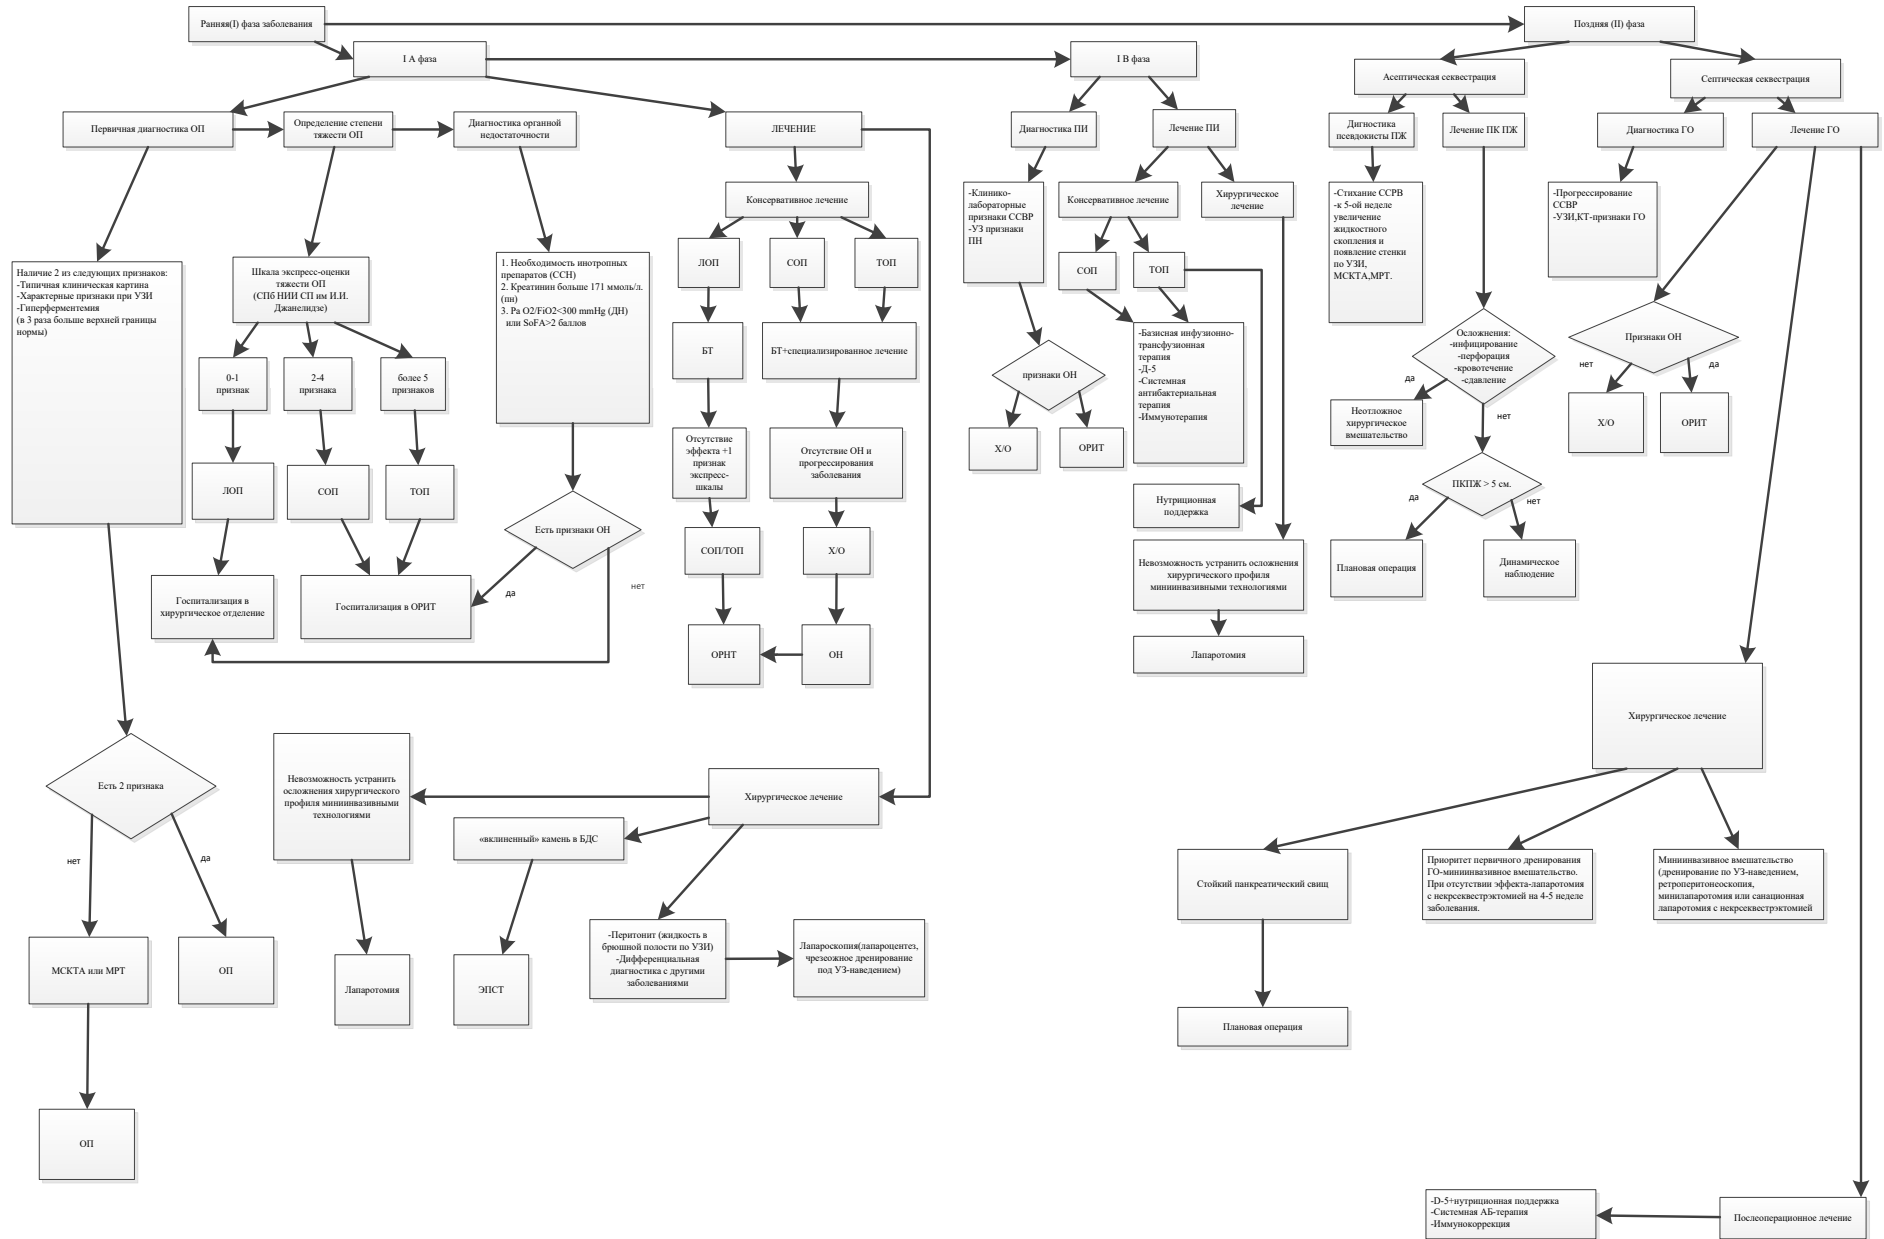 Ранняя(I) фаза заболевания
Поздняя (II) фаза
I А фаза
I В фаза
Асептическая секвестрация
Септическая секвестрация
Первичная диагностика ОП
Определение степени
тяжести ОП
Диагностика органной
недостаточности
ЛЕЧЕНИЕ
Диагностика ПИ
Лечение ПИ
Дигностика
псевдокисты ПЖ
Лечение ПК ПЖ
Диагностика ГО
Лечение ГО
Консервативное лечение
-Клинико-
лабораторные
признаки ССВР
-УЗ признаки
ПН
Консервативное лечение
Хирургическое
лечение
-Стихание ССРВ
-к 5-ой неделе
увеличение
жидкостного
скопления и
появление стенки
по УЗИ,
МСКТА,МРТ.
-Прогрессирование
ССВР
-УЗИ,КТ-признаки ГО
Наличие 2 из следующих признаков:
-Типичная клиническая картина
-Характерные признаки при УЗИ
-Гиперферментемия
(в 3 раза больше верхней границы
нормы)
Шкала экспресс-оценки
тяжести ОП
(СПб НИИ СП им И.И.
Джанелидзе)
1. Необходимость инотропных
препаратов (ССН)
2. Креатинин больше 171 ммоль/л.
(пн)
3. Pa O2/FiO2<300 mmHg (ДН)
или SoFA>2 баллов
ЛОП
СОП
ТОП
СОП
ТОП
0-1
признак
2-4
признака
более 5
признаков
БТ
БТ+специализированное лечение
признаки ОН
-Базисная инфузионно-
трансфузионная
терапия
-Д-5
-Системная
антибактериальная
терапия
-Иммунотерапия
Осложнения:
-инфицирование
-перфорация
-кровотечение
-сдавление
да
нет
Признаки ОН
нет
да
Неотложное
хирургическое
вмешательство
Х/О
ОРИТ
Х/О
ОРИТ
ЛОП
СОП
ТОП
Отсутствие
эффекта +1
признак
экспресс-
шкалы
Отсутствие ОН и
прогрессирования
заболевания
Нутриционная
поддержка
ПКПЖ > 5 см.
да
нет
Есть признаки ОН
да
нет
СОП/ТОП
Х/О
Невозможность устранить осложнения
хирургического профиля
миниинвазивными технологиями
Плановая операция
Динамическое
наблюдение
Госпитализация в
хирургическое отделение
Госпитализация в ОРИТ
ОРНТ
ОН
Лапаротомия
Хирургическое лечение
Есть 2 признака
нет
да
Невозможность устранить
осложнения хирургического
профиля миниинвазивными
технологиями
Хирургическое лечение
«вклиненный» камень в БДС
Стойкий панкреатический свищ
Приоритет первичного дренирования
ГО-миниинвазивное вмешательство.
При отсутствии эффекта-лапаротомия
с некрсеквестрэктомией на 4-5 неделе
заболевания.
Миниинвазивное вмешательство
(дренирование по УЗ-наведением,
ретроперитонеоскопия,
минилапаротомия или санационная
лапаротомия с некрсеквестрэктомией
МСКТА или МРТ
ОП
Лапаротомия
ЭПСТ
-Перитонит (жидкость в
брюшной полости по УЗИ)
-Дифференциальная
диагностика с другими
заболеваниями
Лапароскопия(лапароцентез,
чрезеожное дренирование
под УЗ-наведением)
Плановая операция
ОП
-D-5+нутриционная поддержка
-Системная АБ-терапия
-Иммунокоррекция
Послеоперационное лечение